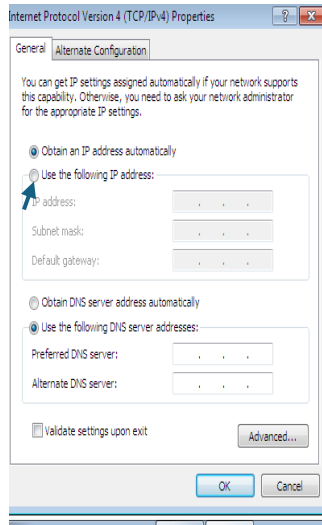 Internet Protocol Version 4 (TCP/IPv4) Properties
General
Alternate Configuration
You can get IP settings assigned automatically if your network supports
this capability. Otherwise, you need to ask your network administrator
for the appropriate IP settings.
Obtain an IP address automatically
Use the following IP address:
IP address:
Subnet mask:
Default gateway:
Obtain DNS server address automatically
Use the following DNS server addresses:
Preferred DNS server:
Alternate DNS server:
Validate settings upon exit
Advanced...
OK
Cancel